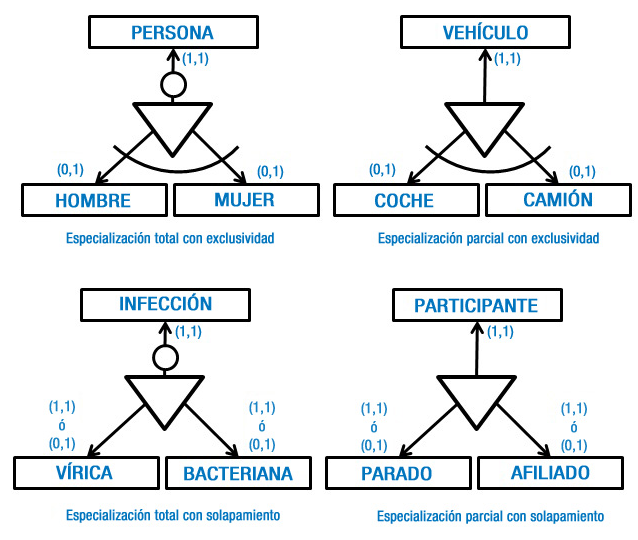 PERSONA
(1,1)
(0,1)
(0,1)
HOMBRE
MUJER
Especialización total con exclusividad
VEHÍCULO
(1,1)
(0,1)
(0,1)
COCHE
CAMIÓN
Especialización parcial con exclusividad
INFECCIÓN
(1,1)
(1,1)
ó
(0,1)
(1,1)
ó
(0,1)
VÍRICA
BACTERIANA
Especialización total con solapamiento
PARTICIPANTE
(1,1)
(1,1)
ó
(0,1)
(1,1)
ó
(0,1)
PARADO
AFILIADO
Especialización parcial con solapamiento